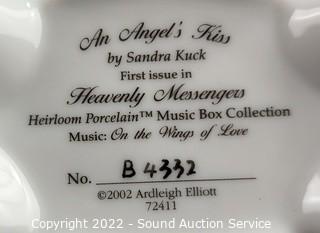 An Angel's Kiss
by Sandra Kuck
First issue in
Heavenly Messengers
Heirloom Porcelain™ Music Box Collection
Music: On the Wings of Love
No. B 4332
©2002 Ardleigh Elliott
72411
Copyright 2022 - Sound Auction Service